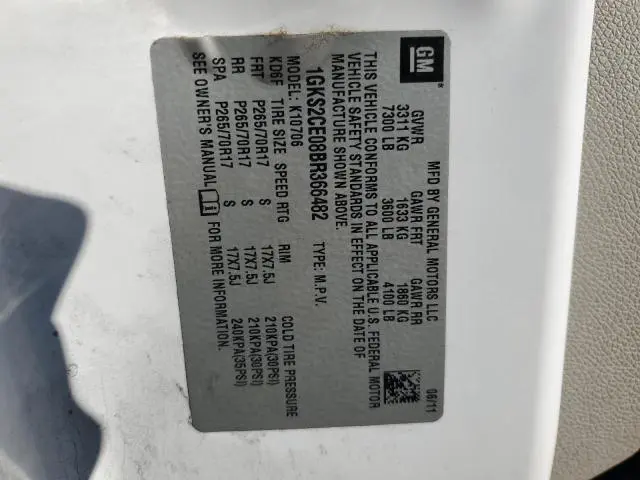 GM
MFD BY GENERAL MOTORS LLC
06/11
GVWR GAWR FRT GAWR RR
3311 KG 1633 KG 1860 KG
7300 LB 3600 LB 4100 LB
THIS VEHICLE CONFORMS TO ALL APPLICABLE U.S. FEDERAL MOTOR
VEHICLE SAFETY STANDARDS IN EFFECT ON THE DATE OF
MANUFACTURE SHOWN ABOVE.
1GKS2CE08BR366482 TYPE: M.P.V.
MODEL: K10706
KD6F TIRE SIZE SPEED RTG RIM COLD TIRE PRESSURE
FRT P265/70R17 S 17X7.5J 210KPA(30PSI)
RR P265/70R17 S 17X7.5J 210KPA(30PSI)
SPA P265/70R17 S 17X7.5J 240KPA(35PSI)
SEE OWNER'S MANUAL FOR MORE INFORMATION.